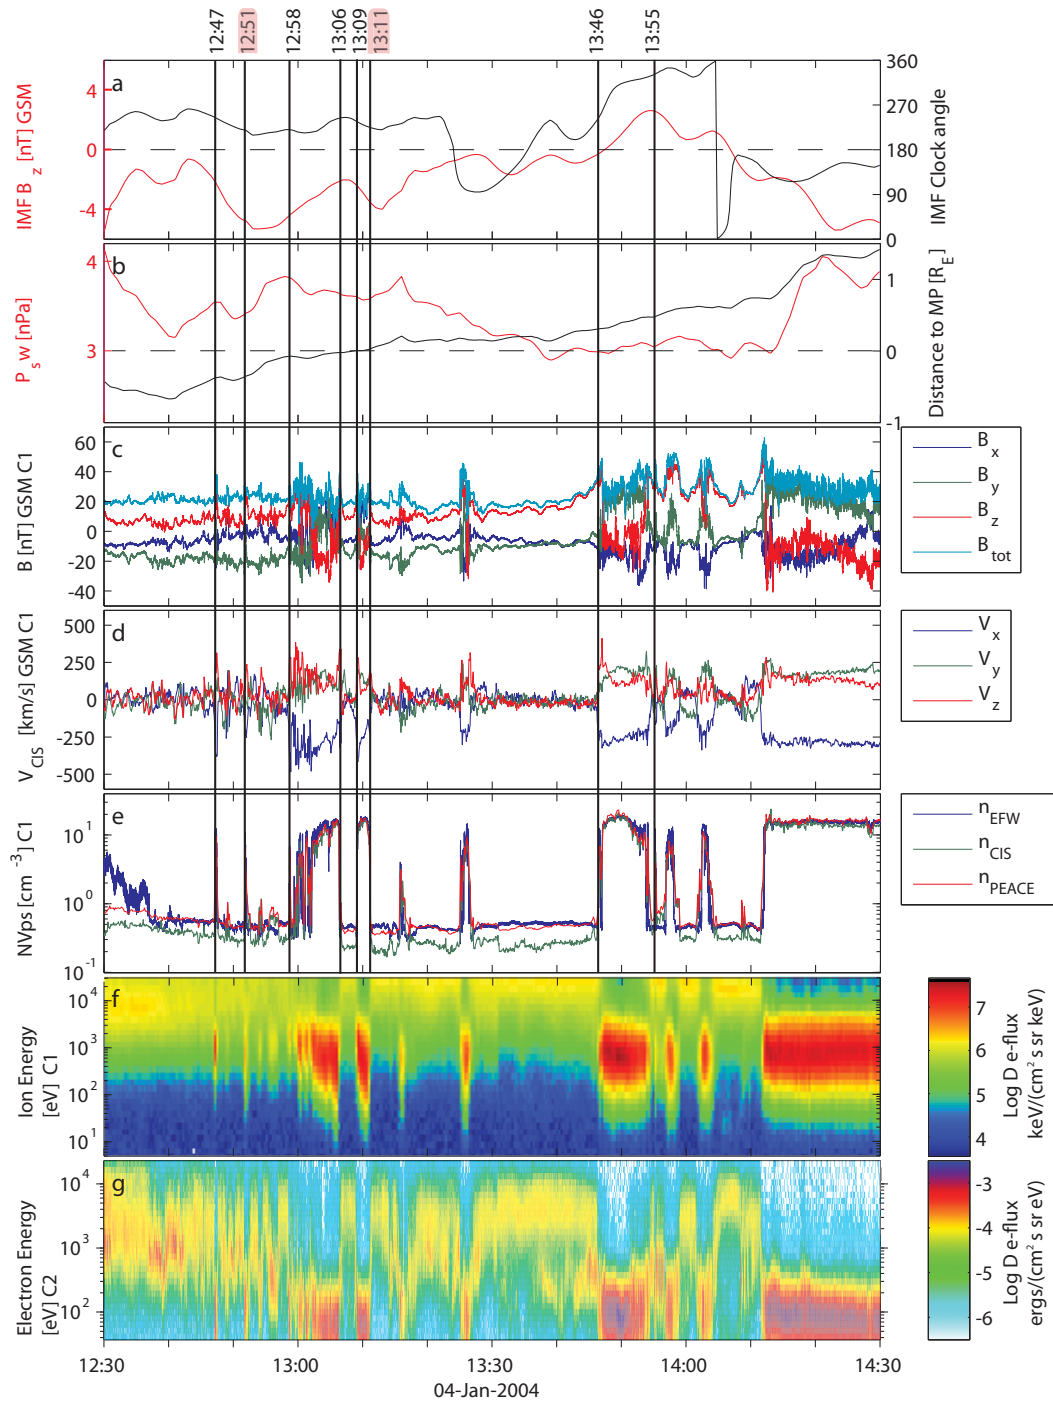 12:47
12:51
12:58
13:06
13:09
13:11
13:46
13:55
a
IMF B z [nT] GSM
4
0
-4
360
270
180
90
0
IMF Clock angle
b
P s w [nPa]
4
3
1
0
-1
Distance to MP [R E ]
c
B [nT] GSM C1
60
40
20
0
-20
-40
B x
B y
B z
B tot
d
V CIS [km/s] GSM C1
500
250
0
-250
-500
V x
V y
V z
e
NVps [cm -3 ] C1
10 1
10 0
10 -1
n EFW
n CIS
n PEACE
f
Ion Energy
[eV] C1
10 4
10 3
10 2
10 1
7
6
5
4
Log D e-flux
keV/(cm 2 s sr keV)
g
Electron Energy
[eV] C2
10 4
10 3
10 2
-3
-4
-5
-6
Log D e-flux
ergs/(cm 2 s sr eV)
12:30
13:00
13:30
14:00
14:30
04-Jan-2004